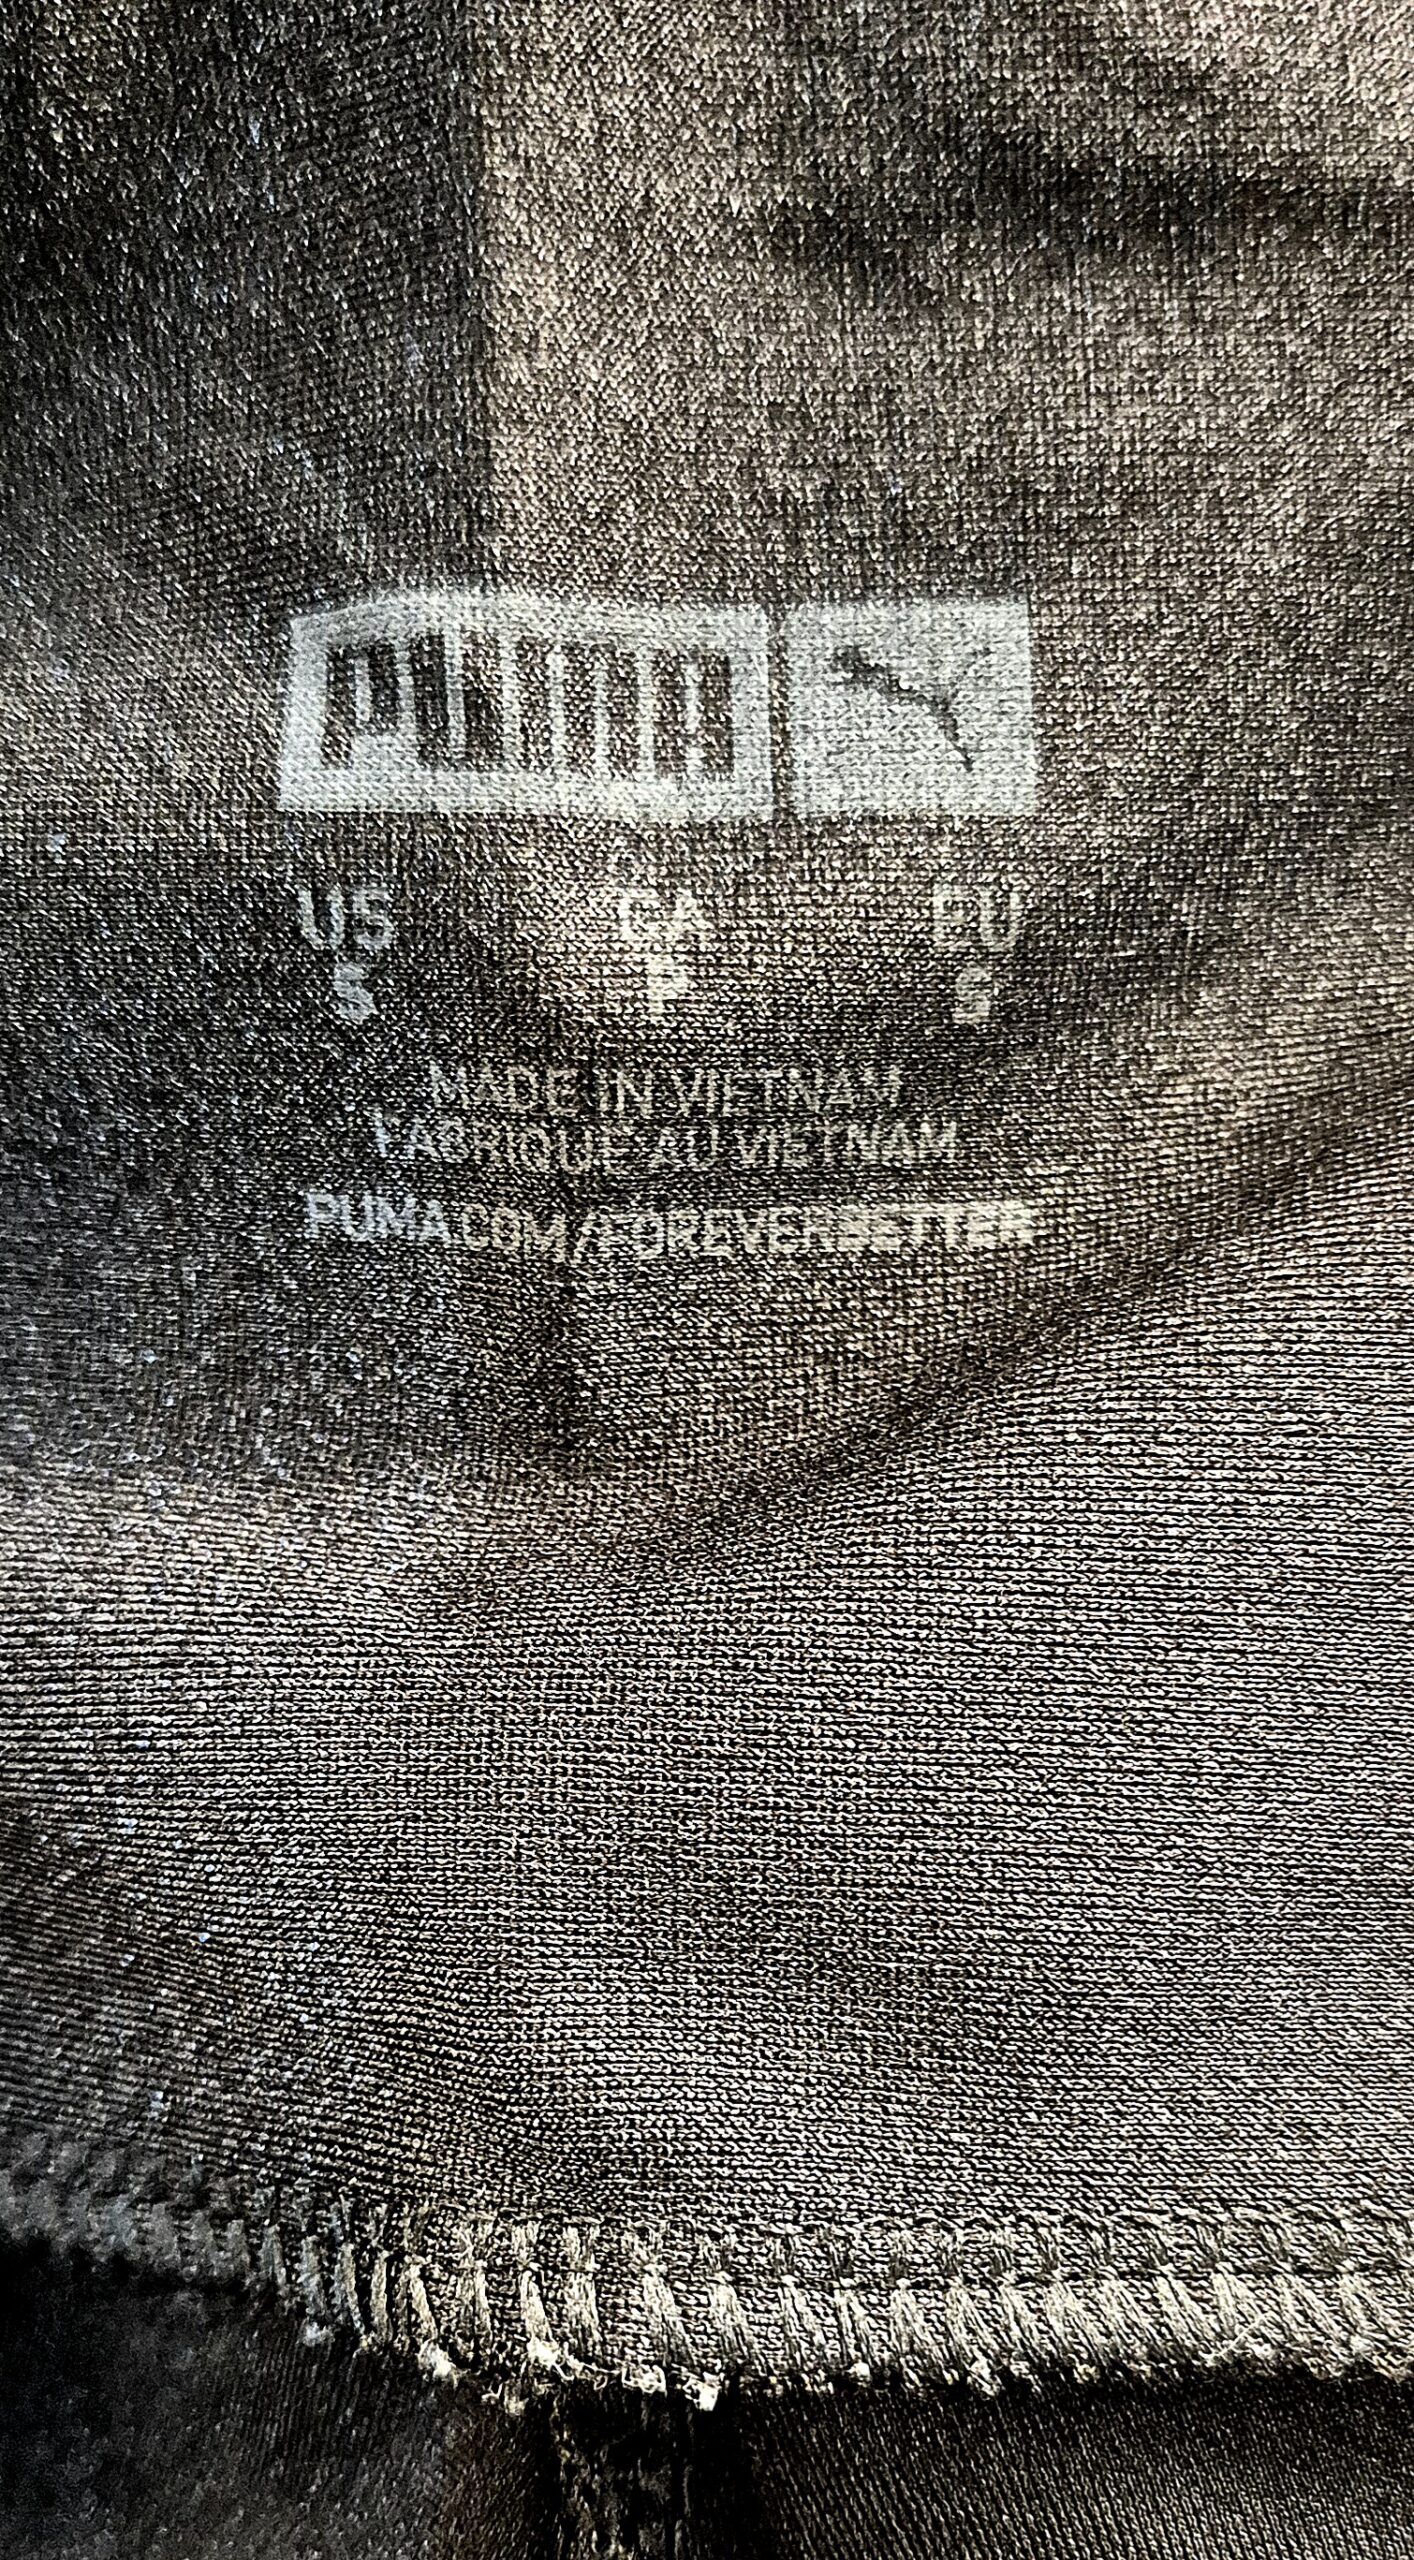 PUMA
US CA EU
S P S
MADE IN VIETNAM
FABRIQUE AU VIETNAM
PUMA.COM/FOREVERBETTER